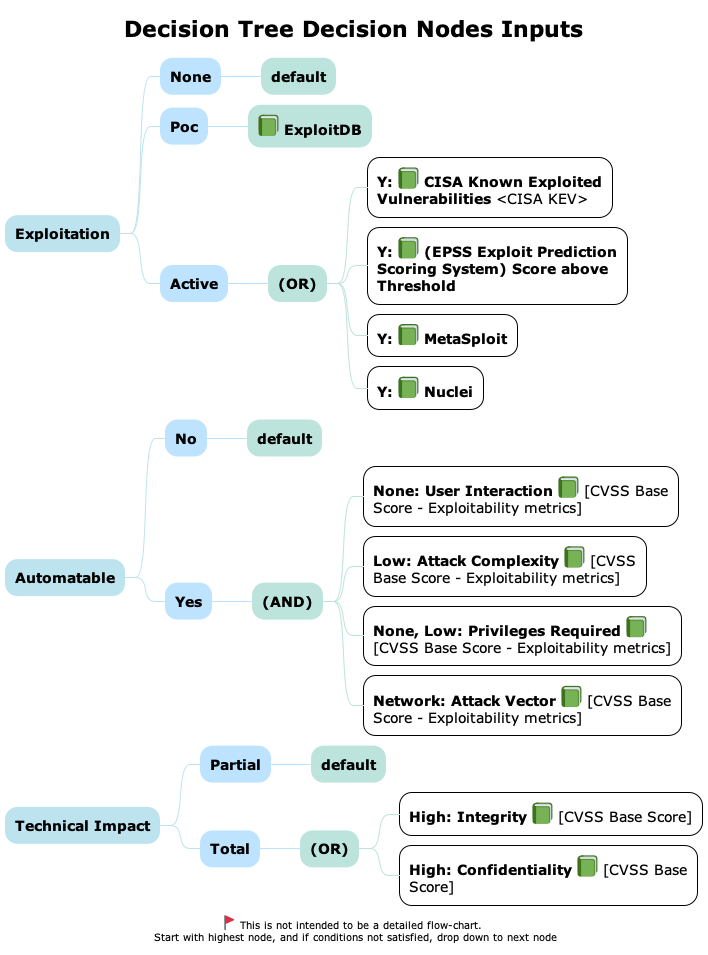 Decision Tree Decision Nodes Inputs
None
default
Poc
ExploitDB
Exploitation
Active
(OR)
Y: CISA Known Exploited
Vulnerabilities <CISA KEV>
Y: (EPSS Exploit Prediction
Scoring System) Score above
Threshold
Y: MetaSploit
Y: Nuclei
No
default
Automatable
Yes
(AND)
None: User Interaction [CVSS Base
Score - Exploitability metrics]
Low: Attack Complexity [CVSS
Base Score - Exploitability metrics]
None, Low: Privileges Required
[CVSS Base Score - Exploitability metrics]
Network: Attack Vector [CVSS Base
Score - Exploitability metrics]
Partial
default
Technical Impact
Total
(OR)
High: Integrity [CVSS Base Score]
High: Confidentiality [CVSS Base
Score]
This is not intended to be a detailed flow-chart.
Start with highest node, and if conditions not satisfied, drop down to next node